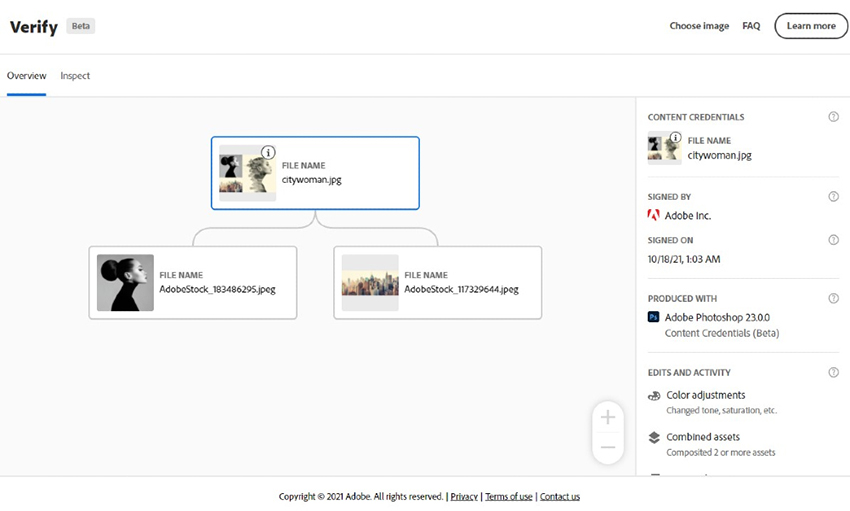 Verify Beta
Choose image FAQ Learn more
Overview Inspect
FILE NAME
citywoman.jpg
FILE NAME
AdobeStock_183486295.jpeg
FILE NAME
AdobeStock_117329644.jpeg
CONTENT CREDENTIALS
FILE NAME
citywoman.jpg
SIGNED BY
Adobe Inc.
SIGNED ON
10/18/21, 1:03 AM
PRODUCED WITH
Ps Adobe Photoshop 23.0.0
Content Credentials (Beta)
EDITS AND ACTIVITY
Color adjustments
Changed tone, saturation, etc.
Combined assets
Composited 2 or more assets
Copyright © 2021 Adobe. All rights reserved. | Privacy | Terms of use | Contact us